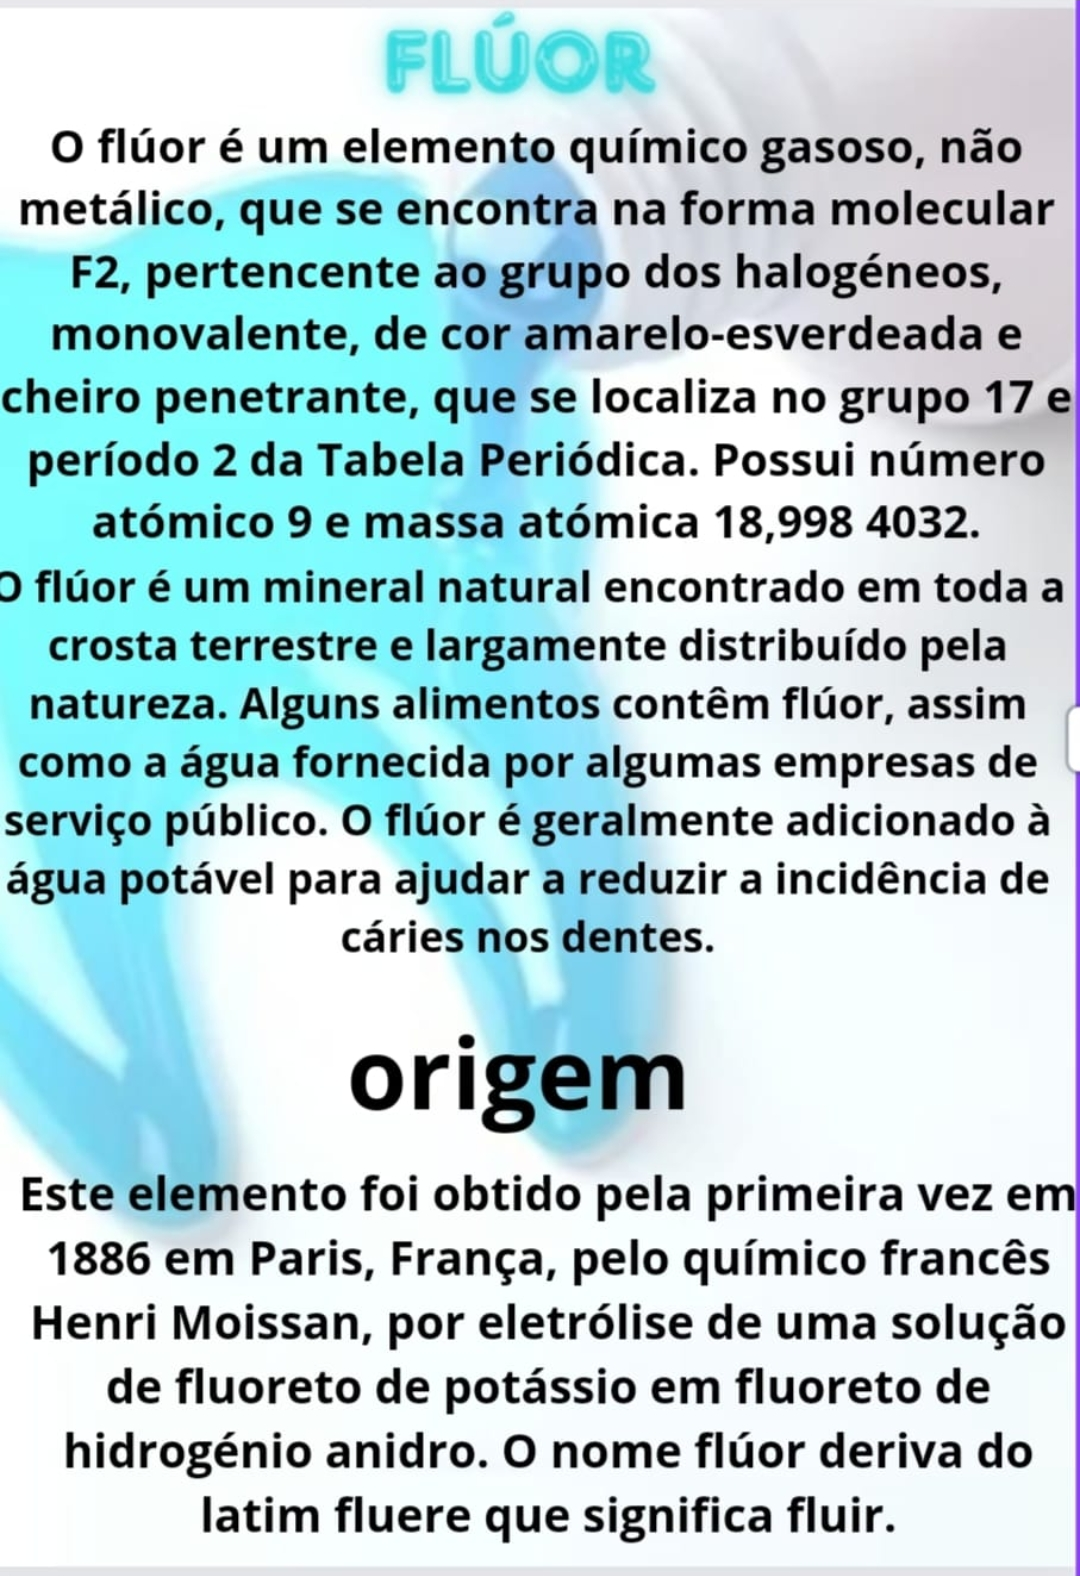 FLÚOR
O flúor é um elemento químico gasoso, não
metálico, que se encontra na forma molecular
F2, pertencente ao grupo dos halogéneos,
monovalente, de cor amarelo-esverdeada e
cheiro penetrante, que se localiza no grupo 17 e
período 2 da Tabela Periódica. Possui número
atómico 9 e massa atómica 18,998 4032.
O flúor é um mineral natural encontrado em toda a
crosta terrestre e largamente distribuído pela
natureza. Alguns alimentos contêm flúor, assim
como a água fornecida por algumas empresas de
serviço público. O flúor é geralmente adicionado à
água potável para ajudar a reduzir a incidência de
cáries nos dentes.
origem
Este elemento foi obtido pela primeira vez em
1886 em Paris, França, pelo químico francês
Henri Moissan, por eletrólise de uma solução
de fluoreto de potássio em fluoreto de
hidrogénio anidro. O nome flúor deriva do
latim fluere que significa fluir.